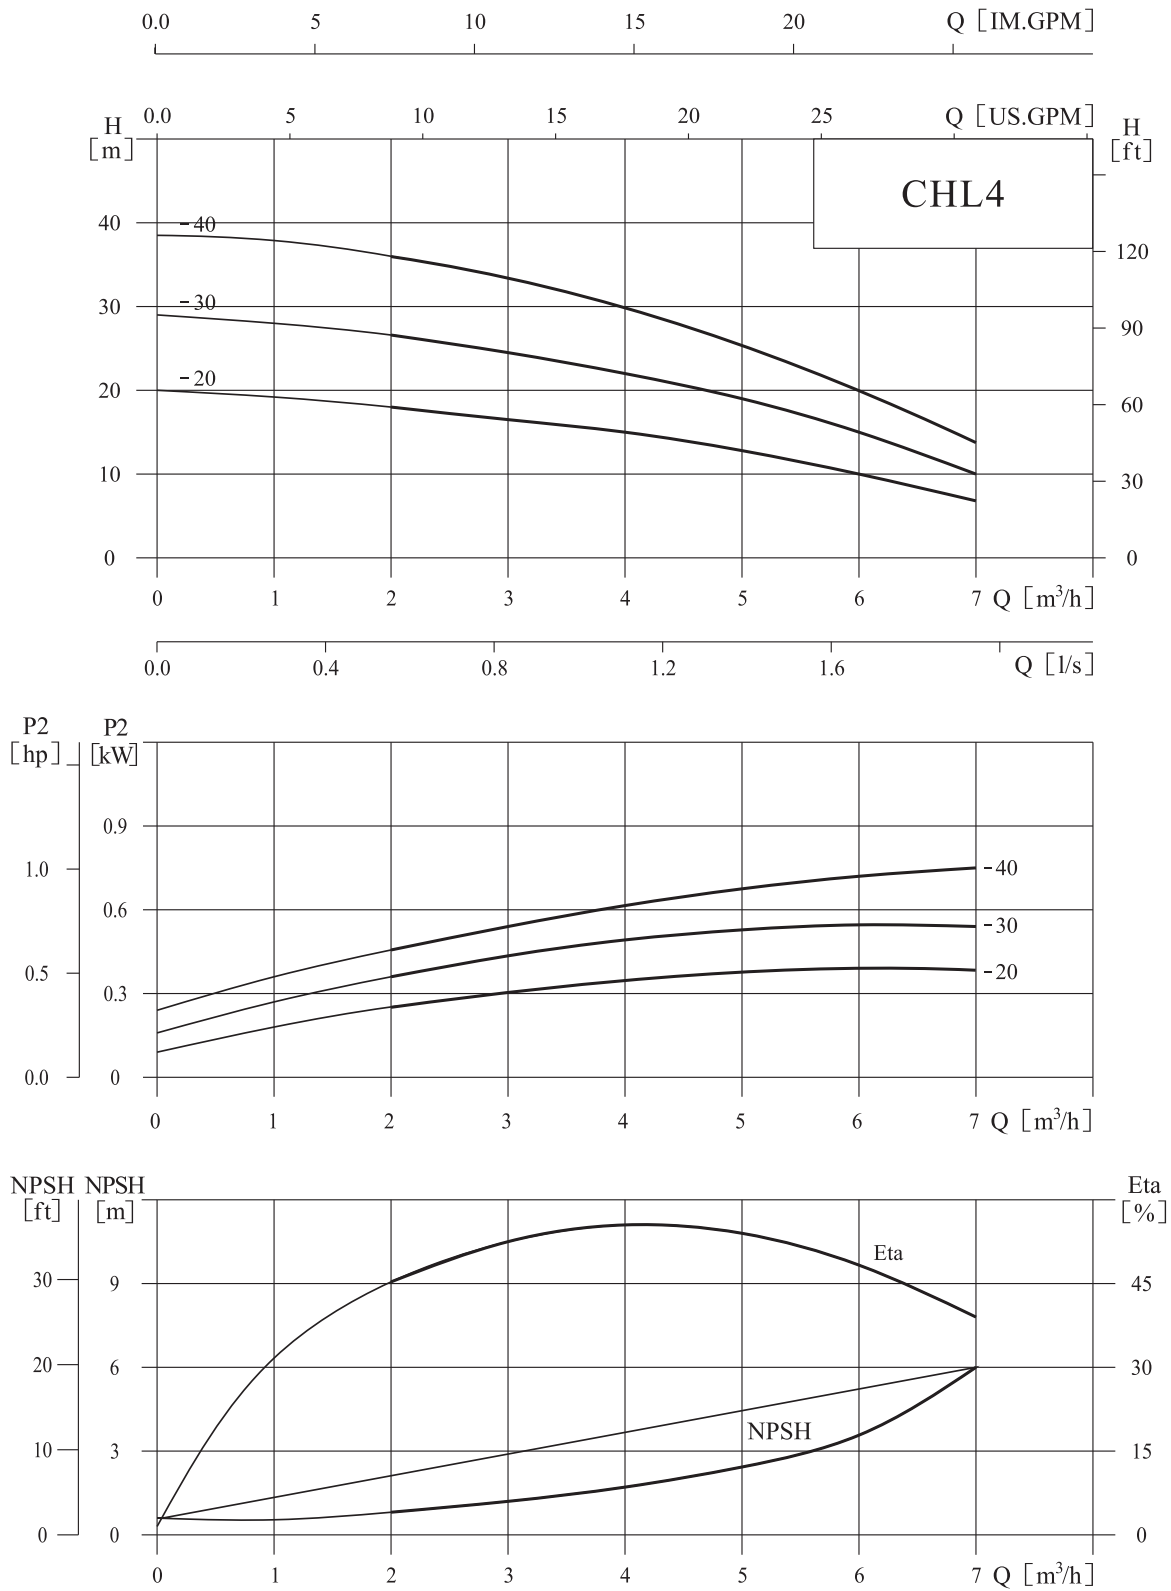 0.0 5 10 15 20 Q [IM.GPM]
0.0 5 10 15 20 25 Q [US.GPM]
H
[m]
H
[ft]
CHL4
40
30
20
10
0
-40
-30
-20
120
90
60
30
0
0 1 2 3 4 5 6 7 Q [m³/h]
0.0 0.4 0.8 1.2 1.6 Q [l/s]
P2
[hp]
P2
[kW]
1.0
0.5
0.0
0.9
0.6
0.3
0
-40
-30
-20
0 1 2 3 4 5 6 7 Q [m³/h]
NPSH
[ft]
NPSH
[m]
Eta
[%]
30
20
10
0
9
6
3
0
Eta
NPSH
45
30
15
0
0 1 2 3 4 5 6 7 Q [m³/h]